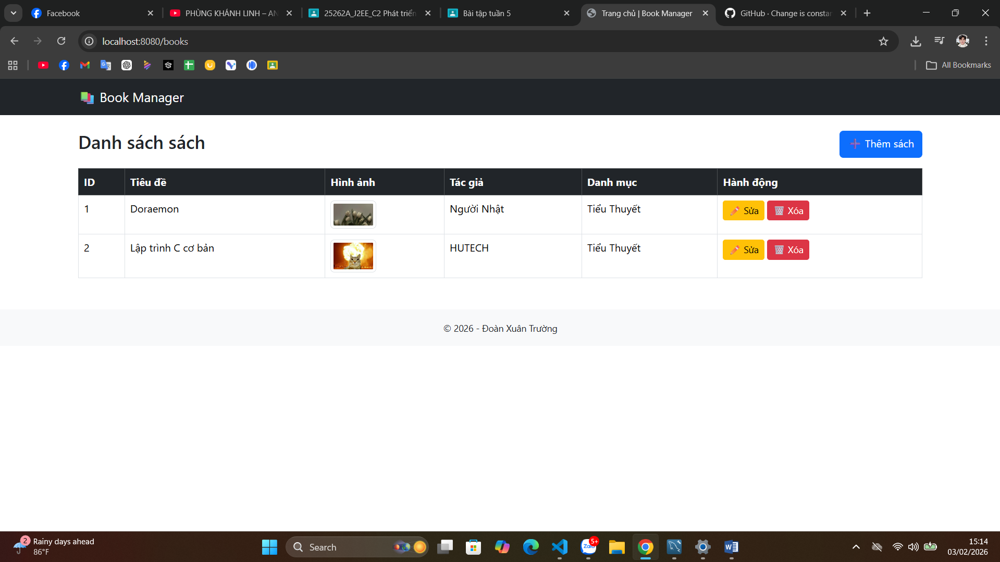 Facebook
PHÙNG KHÁNH LINH – AN
25262A_J2EE_C2 Phát triển
Bài tập tuần 5
Trang chủ | Book Manager
GitHub · Change is constan
localhost:8080/books
All Bookmarks
Book Manager
Danh sách sách
Thêm sách
ID Tiêu đề Hình ảnh Tác giả Danh mục Hành động
1 Doraemon Người Nhật Tiểu Thuyết Sửa Xóa
2 Lập trình C cơ bản HUTECH Tiểu Thuyết Sửa Xóa
© 2026 - Đoàn Xuân Trường
2
Rainy days ahead
86°F
Search
Zalo
5+
15:14
03/02/2026